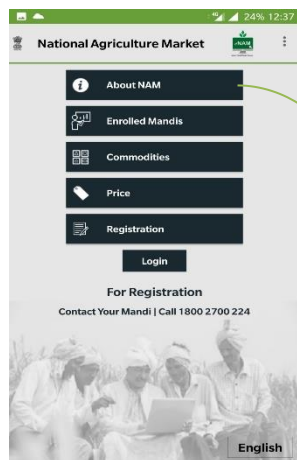 4G 24% 12:37
National Agriculture Market
About NAM
Enrolled Mandis
Commodities
Price
Registration
Login
For Registration
Contact Your Mandi | Call 1800 2700 224
English